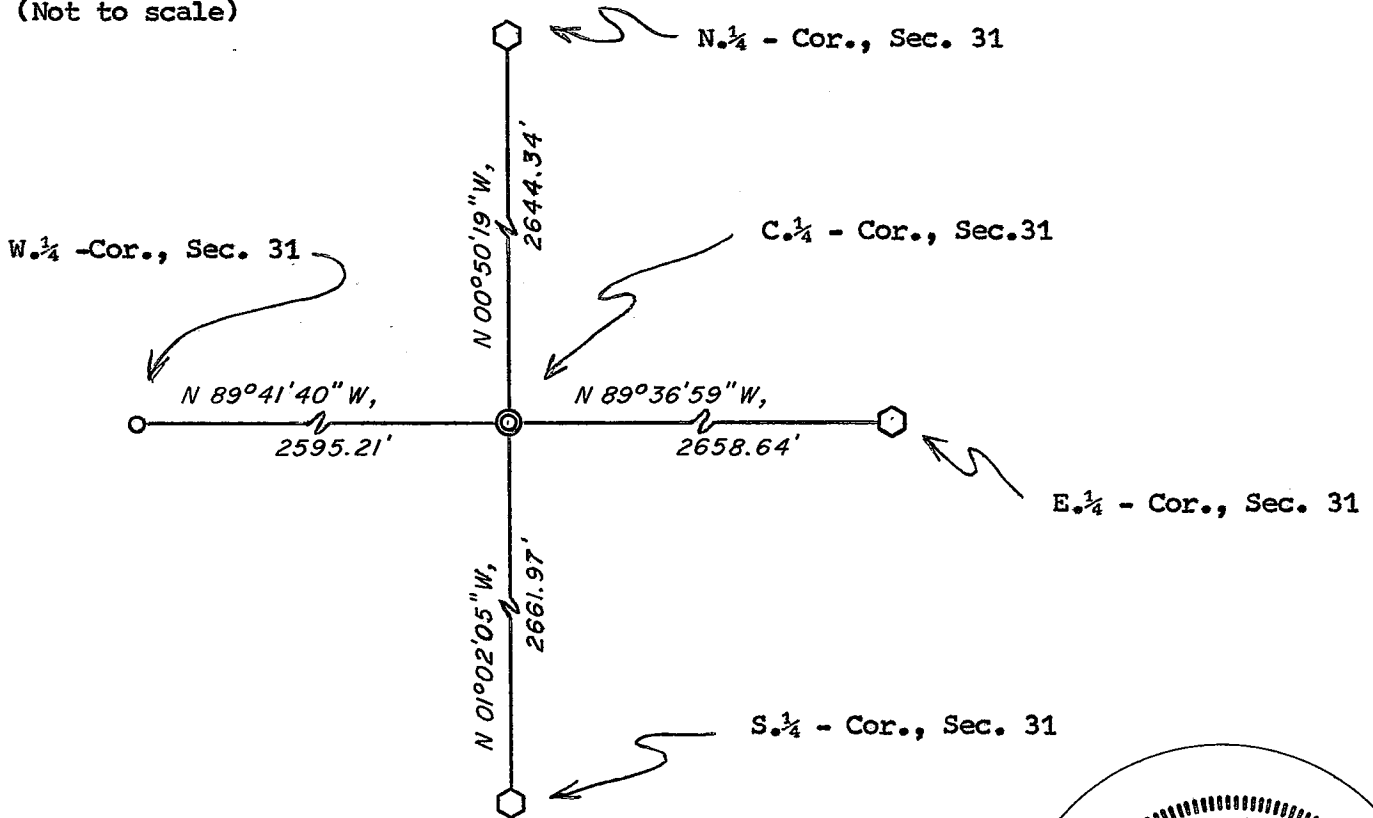 (Not to scale)
N.¼ - Cor., Sec. 31
N 00°50'19"W,
2644.34'
W.¼ -Cor., Sec. 31
C.¼ - Cor., Sec.31
N 89°41'40"W,
2595.21'
N 89°36'59"W,
2658.64'
E.¼ - Cor., Sec. 31
N 01°02'05"W,
2661.97'
S.¼ - Cor., Sec. 31